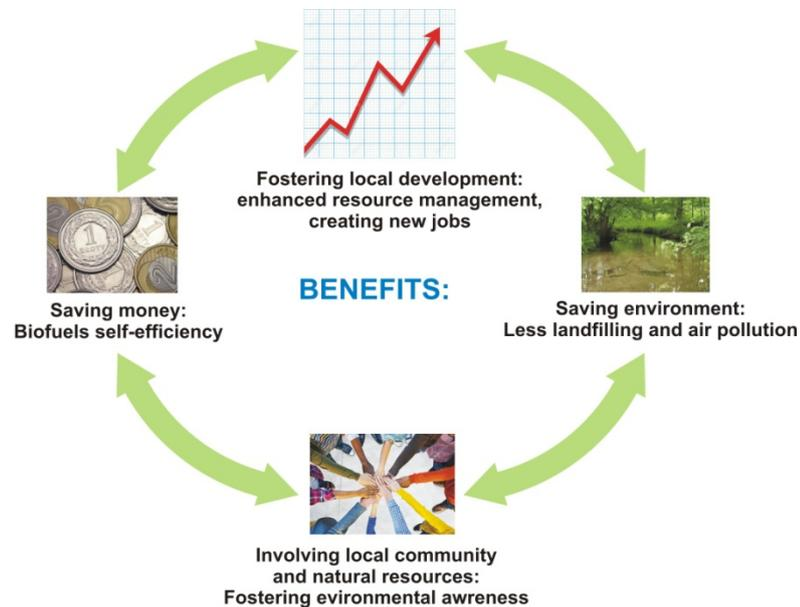 Fostering local development:
enhanced resource management,
creating new jobs
BENEFITS:
Saving money:
Biofuels self-efficiency
Saving environment:
Less landfilling and air pollution
Involving local community
and natural resources:
Fostering evironmental awreness
1